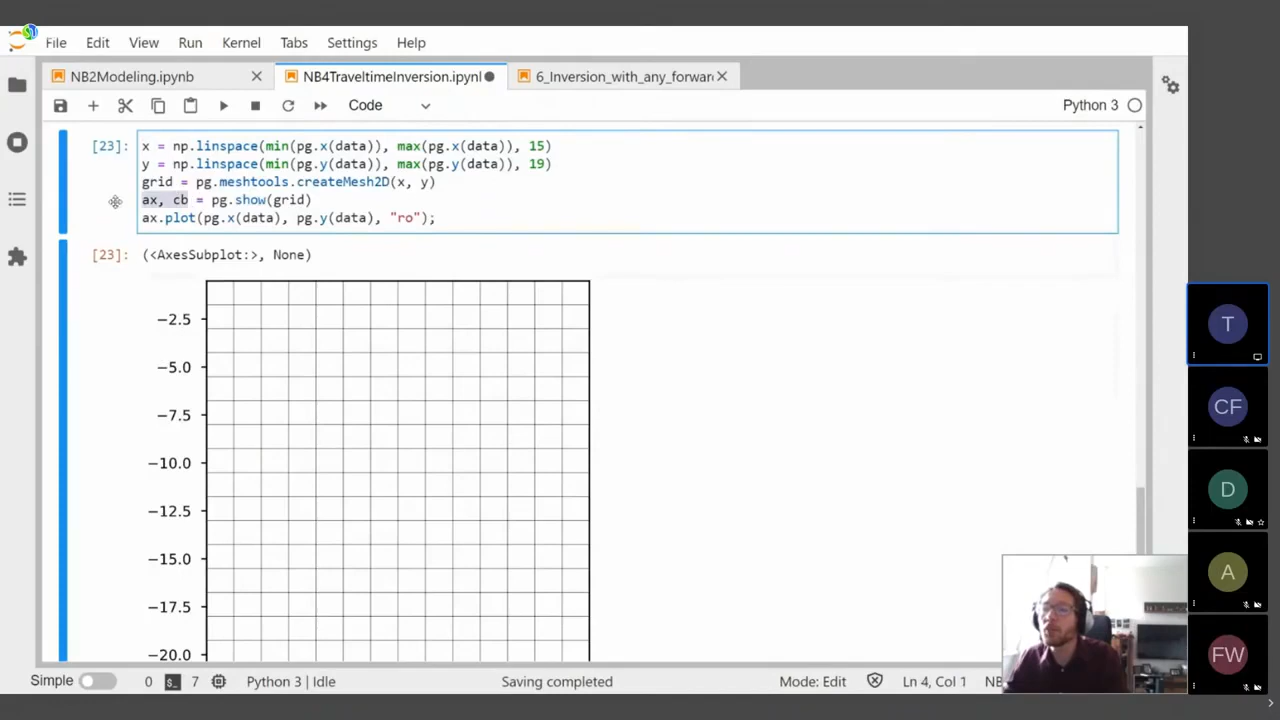 File Edit View Run Kernel Tabs Settings Help
NB2Modeling.ipynb NB4TraveltimeInversion.ipynl 6_Inversion_with_any_forwar
Code Python 3
[23]: x = np.linspace(min(pg.x(data)), max(pg.x(data)), 15)
y = np.linspace(min(pg.y(data)), max(pg.y(data)), 19)
grid = pg.meshtools.createMesh2D(x, y)
ax, cb = pg.show(grid)
ax.plot(pg.x(data), pg.y(data), "ro");
[23]: (<AxesSubplot:>, None)
−2.5
−5.0
−7.5
−10.0
−12.5
−15.0
−17.5
−20.0
T
CF
D
A
FW
Simple 0 $_ 7 Python 3 | Idle Saving completed Mode: Edit Ln 4, Col 1 NB